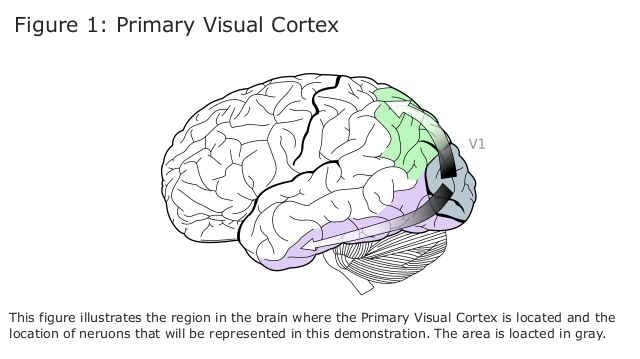 Figure 1: Primary Visual Cortex
V1
This figure illustrates the region in the brain where the Primary Visual Cortex is located and the
location of neruons that will be represented in this demonstration. The area is loacted in gray.